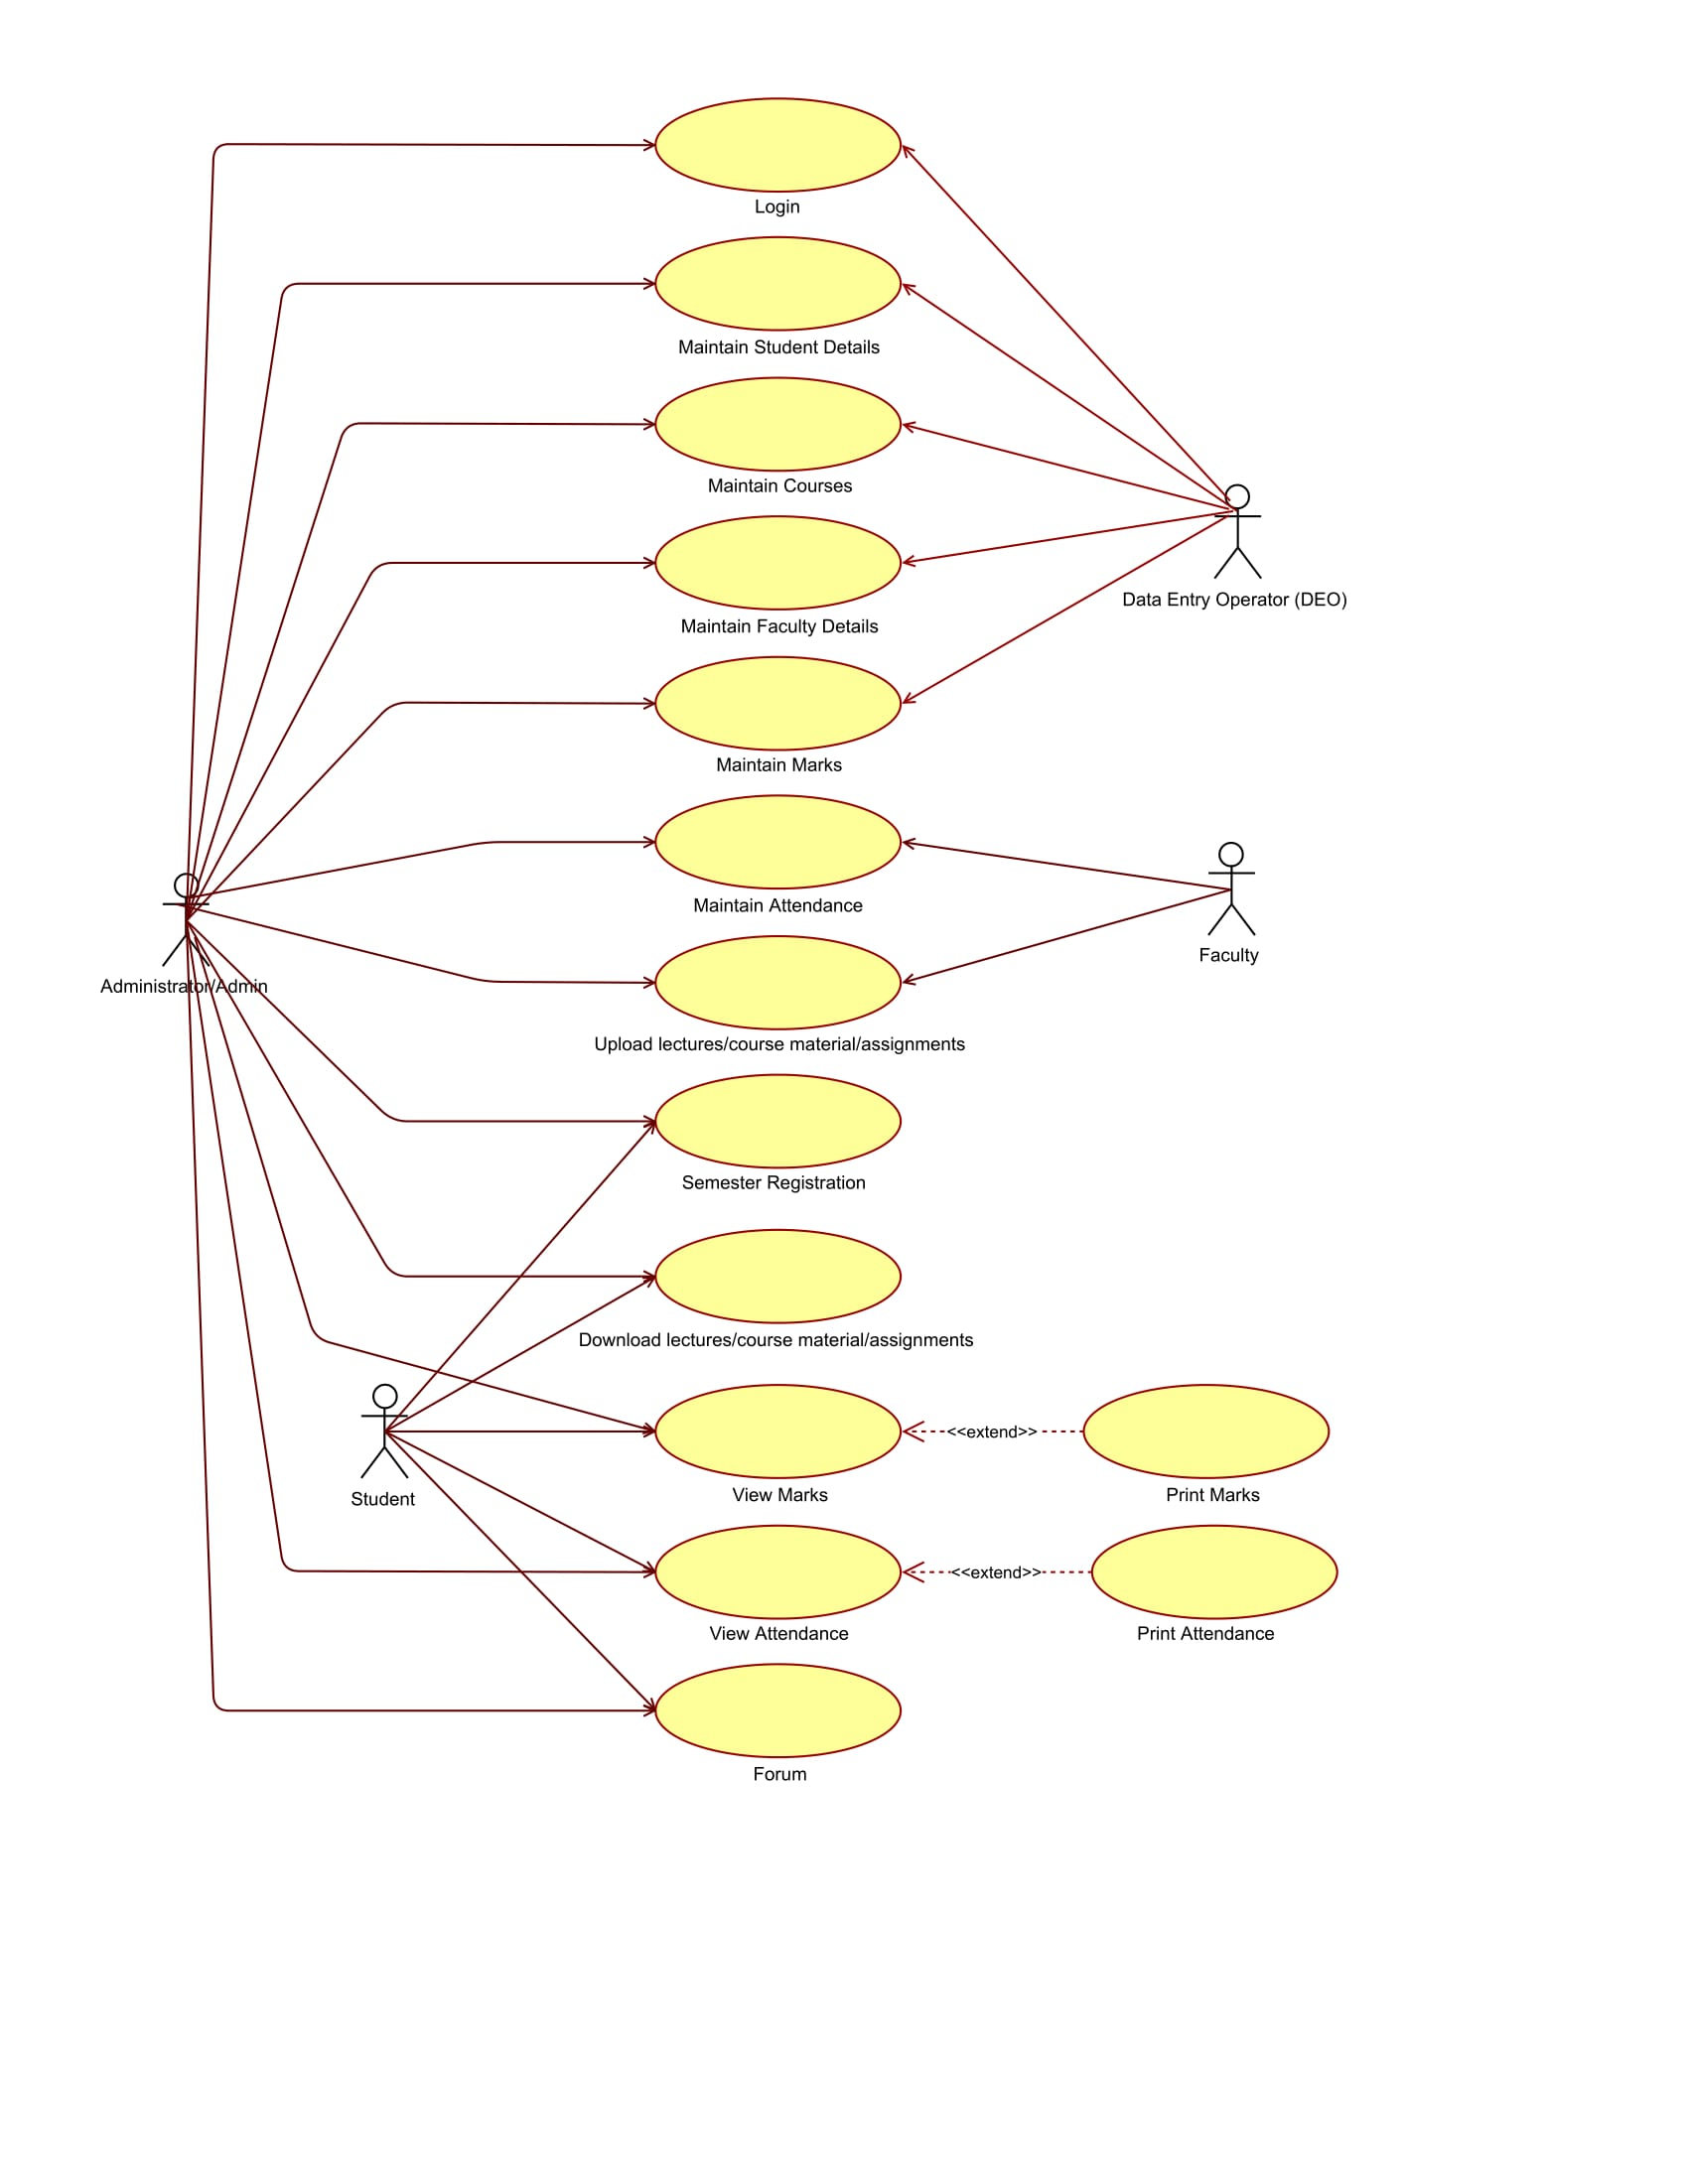 Login
Maintain Student Details
Maintain Courses
Data Entry Operator (DEO)
Maintain Faculty Details
Maintain Marks
Maintain Attendance
Faculty
Administrator/Admin
Upload lectures/course material/assignments
Semester Registration
Download lectures/course material/assignments
<<extend>>
Student
View Marks
Print Marks
<<extend>>
View Attendance
Print Attendance
Forum